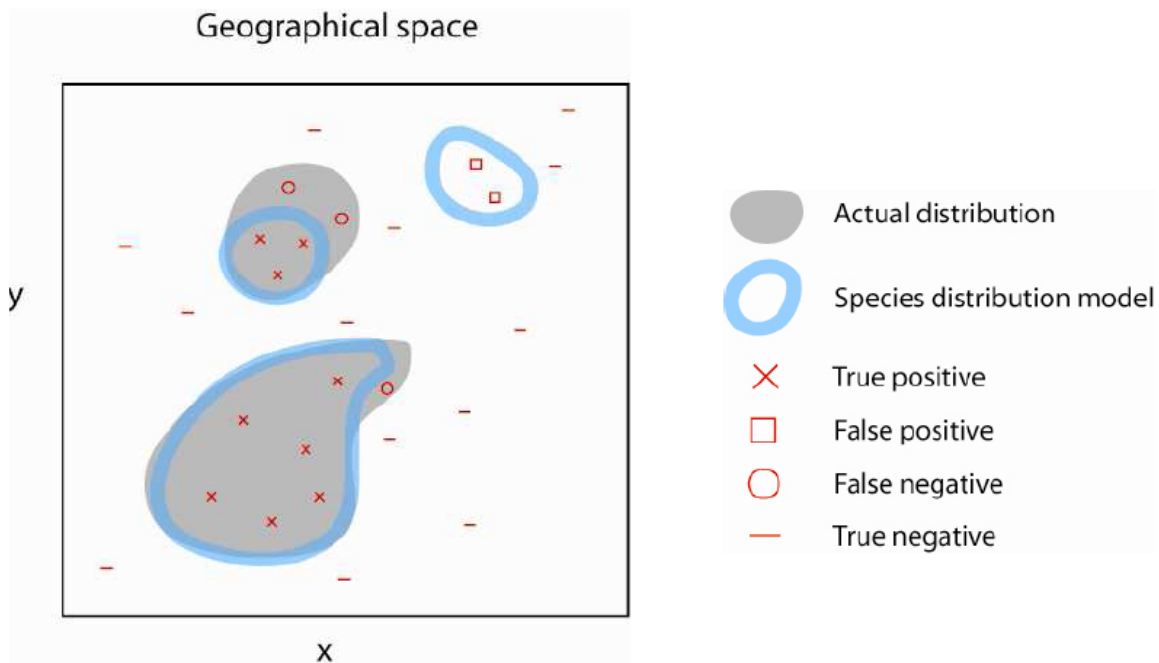 Geographical space
y
x
Actual distribution
Species distribution model
True positive
False positive
False negative
True negative